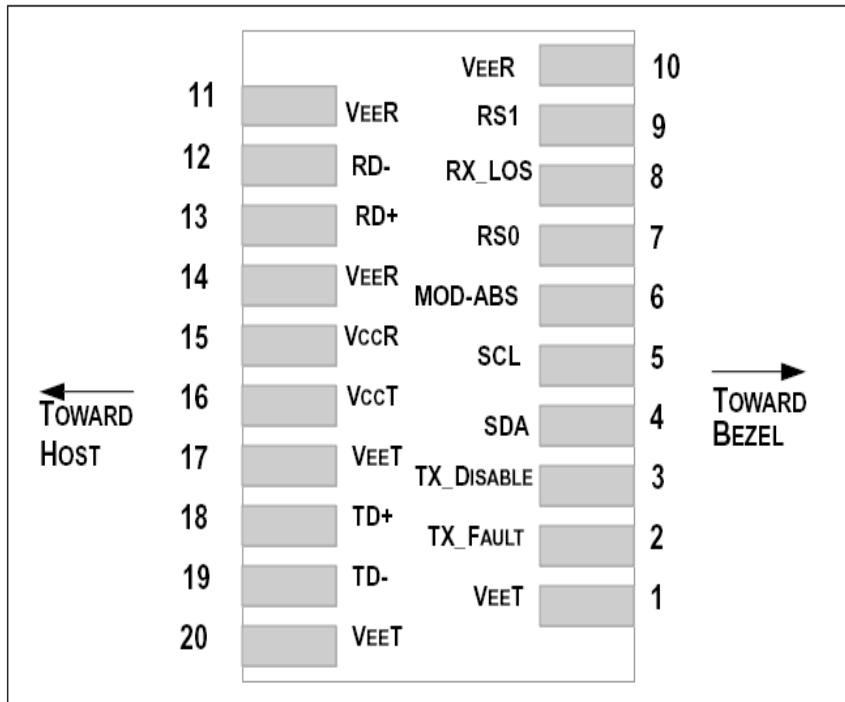 11 VEER
12 RD-
13 RD+
14 VEER
15 VCCR
16 VCCT
17 VEET
18 TD+
19 TD-
20 VEET
VEER 10
RS1 9
RX_LOS 8
RS0 7
MOD-ABS 6
SCL 5
SDA 4
TX_DISABLE 3
TX_FAULT 2
VEET 1
TOWARD
HOST
TOWARD
BEZEL